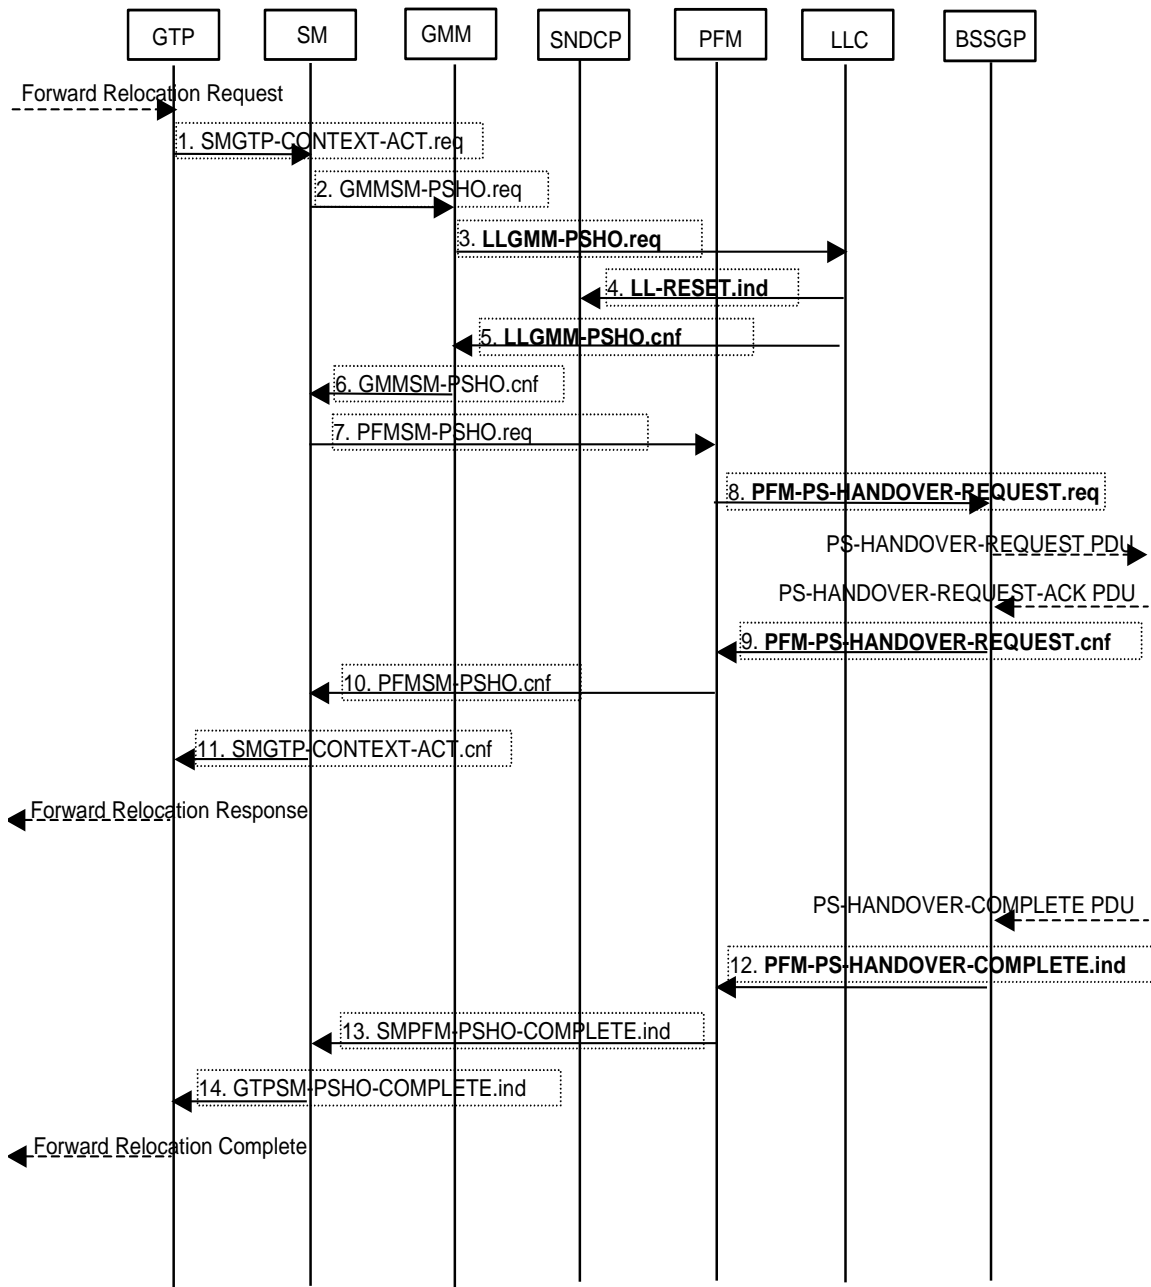 GTP
SM
GMM
SNDCP
PFM
LLC
BSSGP
Forward Relocation Request
1. SMGTP-CONTEXT-ACT.req
2. GMMSM-PSHO.req
3. LLGMM-PSHO.req
4. LL-RESET.ind
5. LLGMM-PSHO.cnf
6. GMMSM-PSHO.cnf
7. PFMSM-PSHO.req
8. PFM-PS-HANDOVER-REQUEST.req
PS-HANDOVER-REQUEST PDU
PS-HANDOVER-REQUEST-ACK PDU
9. PFM-PS-HANDOVER-REQUEST.cnf
10. PFMSM-PSHO.cnf
11. SMGTP-CONTEXT-ACT.cnf
Forward Relocation Response
PS-HANDOVER-COMPLETE PDU
12. PFM-PS-HANDOVER-COMPLETE.ind
13. SMPFM-PSHO-COMPLETE.ind
14. GTPSM-PSHO-COMPLETE.ind
Forward Relocation Complete